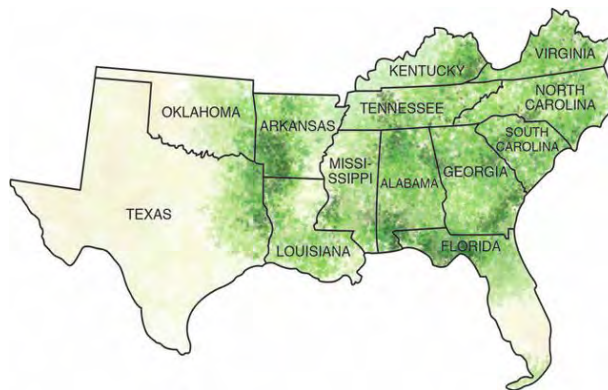 VIRGINIA
KENTUCKY
NORTH
CAROLINA
OKLAHOMA
TENNESSEE
ARKANSAS
SOUTH
CAROLINA
MISSI-
SSIPPI
GEORGIA
ALABAMA
TEXAS
LOUISIANA
FLORIDA